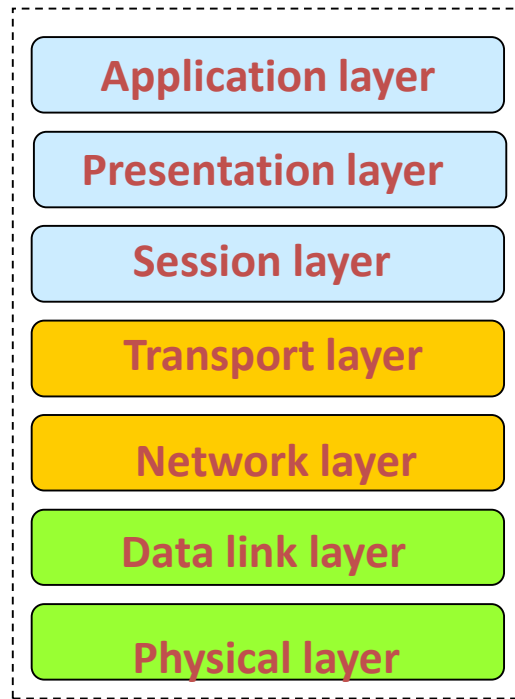 Application layer
Presentation layer
Session layer
Transport layer
Network layer
Data link layer
Physical layer